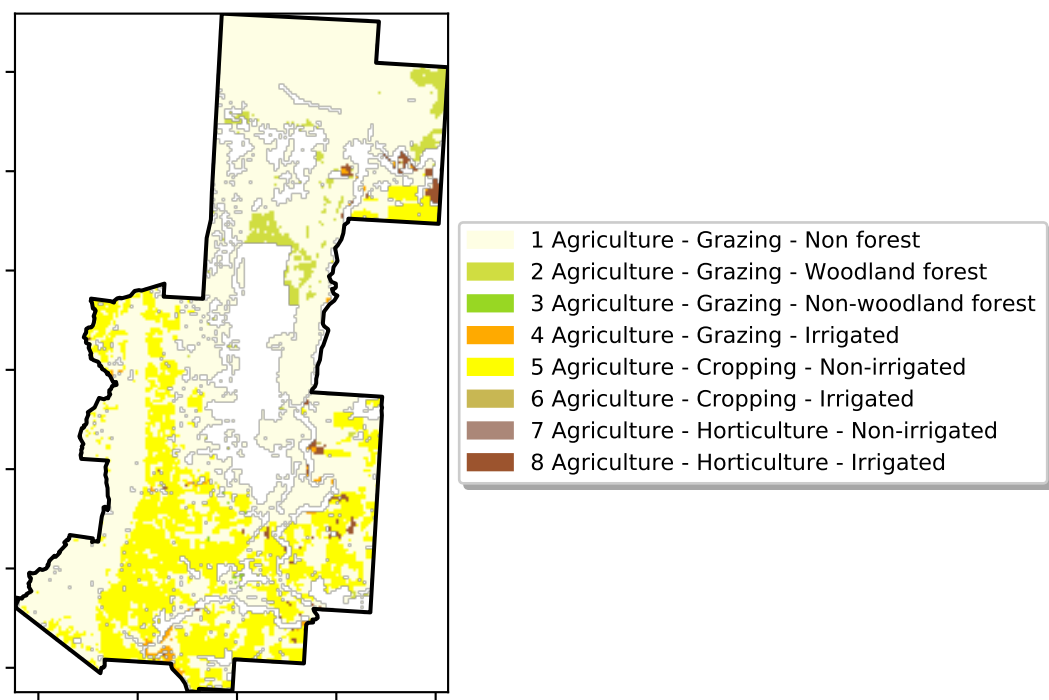 1 Agriculture - Grazing - Non forest
2 Agriculture - Grazing - Woodland forest
3 Agriculture - Grazing - Non-woodland forest
4 Agriculture - Grazing - Irrigated
5 Agriculture - Cropping - Non-irrigated
6 Agriculture - Cropping - Irrigated
7 Agriculture - Horticulture - Non-irrigated
8 Agriculture - Horticulture - Irrigated